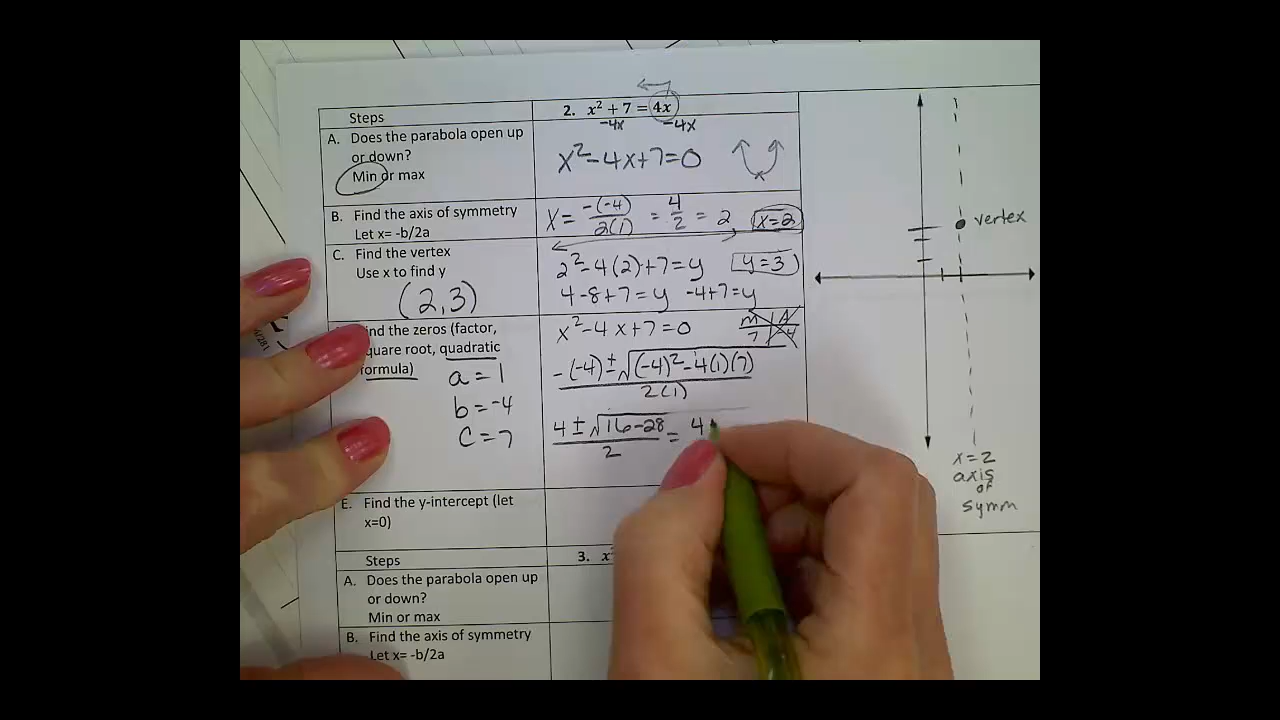 Steps
2. x² + 7 = 4x
-4x -4x
A. Does the parabola open up
or down?
Min or max
x²-4x+7=0
B. Find the axis of symmetry
Let x= -b/2a
x = -(-4)/2(1) = 4/2 = 2 x=2
C. Find the vertex
Use x to find y
(2,3)
2²-4(2)+7=y y=3
4-8+7=y -4+7=y
ind the zeros (factor,
quare root, quadratic
formula)
a=1
b=-4
c=7
x²-4x+7=0
M A
7 -4
-(-4)±√(-4)²-4(1)(7)
2(1)
4±√16-28
2
= 4
E. Find the y-intercept (let
x=0)
Steps
3. x²
A. Does the parabola open up
or down?
Min or max
B. Find the axis of symmetry
Let x= -b/2a
vertex
x=2
axis
of
symm